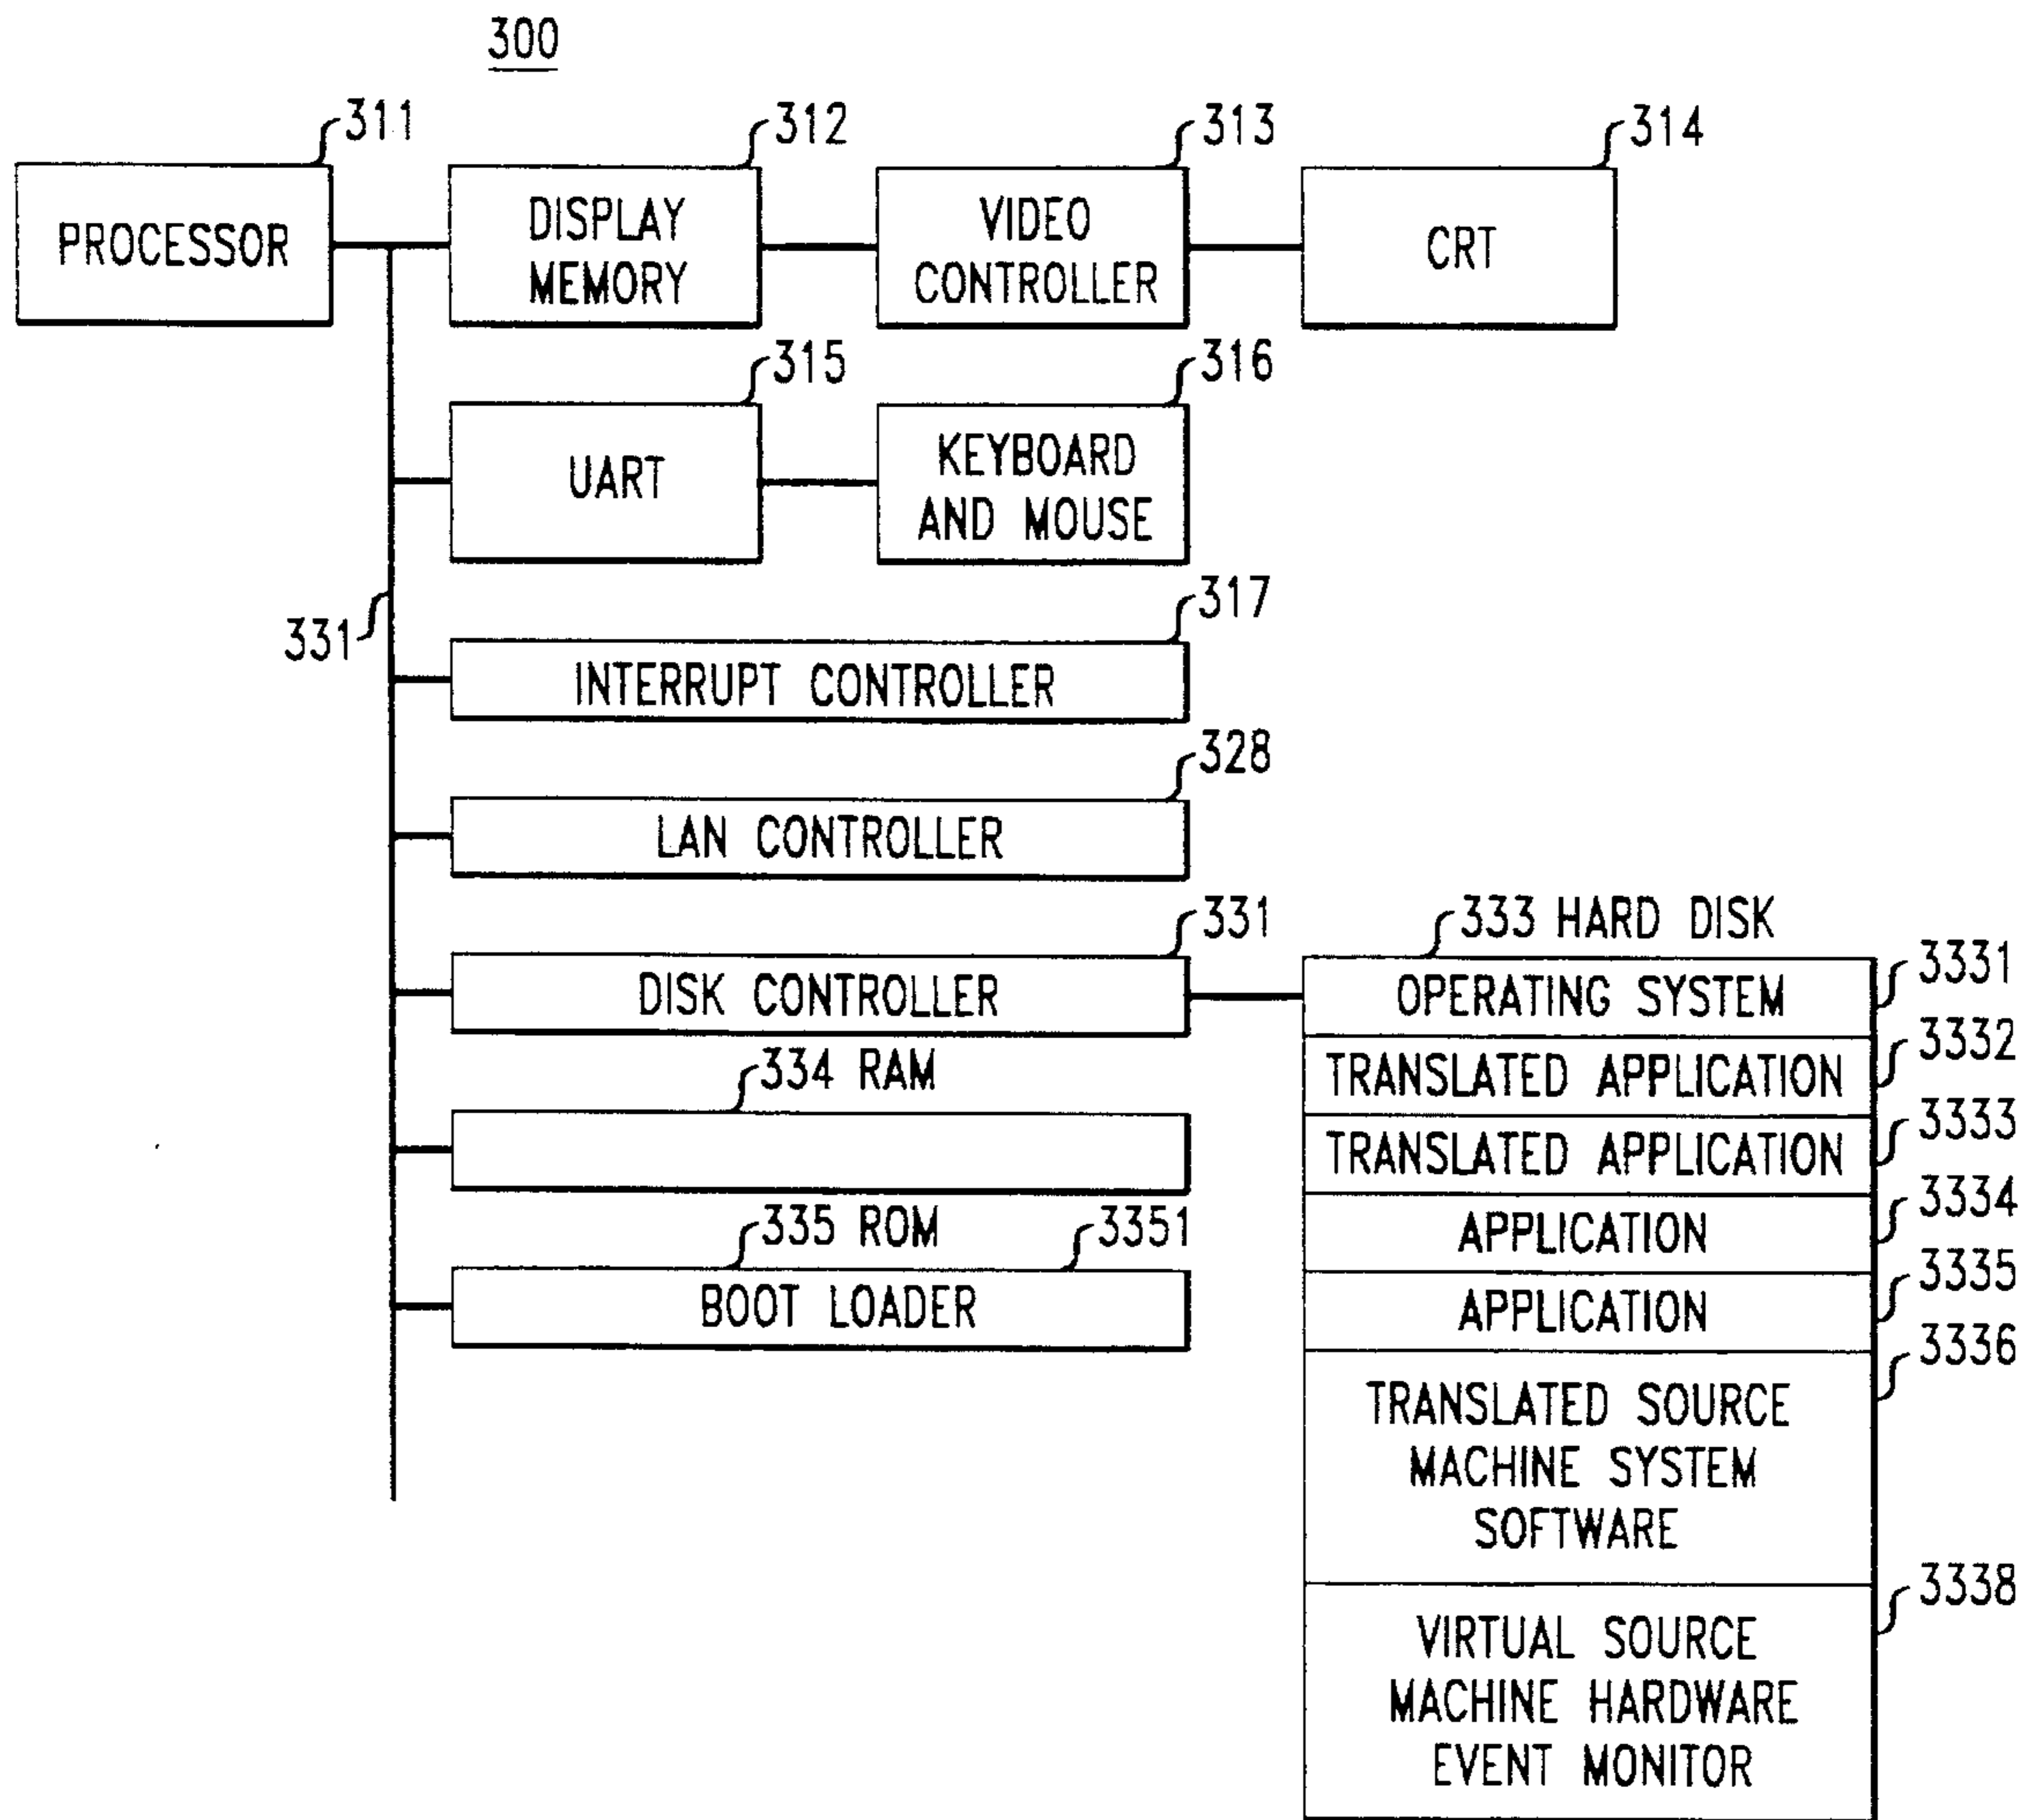 300
311
312
313
314
PROCESSOR
DISPLAY
MEMORY
VIDEO
CONTROLLER
CRT
315
316
UART
KEYBOARD
AND MOUSE
331
317
INTERRUPT CONTROLLER
328
LAN CONTROLLER
331
DISK CONTROLLER
333 HARD DISK
OPERATING SYSTEM
3331
TRANSLATED APPLICATION
3332
TRANSLATED APPLICATION
3333
APPLICATION
3334
APPLICATION
3335
TRANSLATED SOURCE
MACHINE SYSTEM
SOFTWARE
3336
VIRTUAL SOURCE
MACHINE HARDWARE
EVENT MONITOR
3338
334 RAM
335 ROM
3351
BOOT LOADER